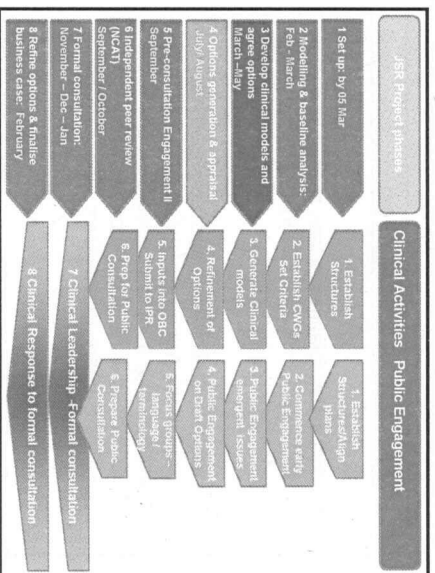 JSR Project phases
1 Set up: by 05 Mar
2 Modelling & baseline analysis:
Feb - March
3 Develop clinical models and
agree options
March –May
4 Options generation & appraisal
July/ August
5 Pre-consultation Engagement II
September
6 Independent peer review
(NCAT)
September / October
7 Formal consultation:
November – Dec – Jan
8 Refine options & finalise
business case: February
Clinical Activities
1. Establish
Structures
2. Establish CWGs
Set Criteria
3. Generate Clinical
models
4. Refinement of
Options
5. Inputs into OBC
Submit to IPR
6. Prep for Public
Consultation
Public Engagement
1. Establish
Structures/Align
plans
2. Commence early
Public Engagement
3. Public Engagement
emergent issues
4. Public Engagement
on Draft Options
5. Focus groups –
language /
terminology
6. Prepare Public
Consultation
7 Clinical Leadership -Formal consultation
8 Clinical Response to formal consultation